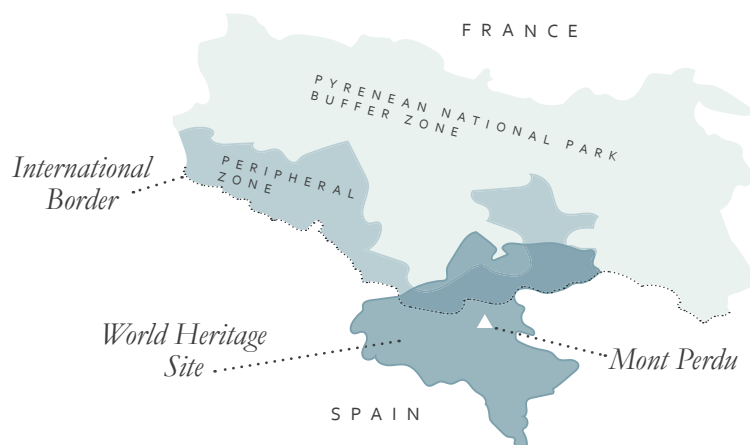 FRANCE
PYRENEAN NATIONAL PARK
BUFFER ZONE
PERIPHERAL
ZONE
International
Border
World Heritage
Site
Mont Perdu
SPAIN